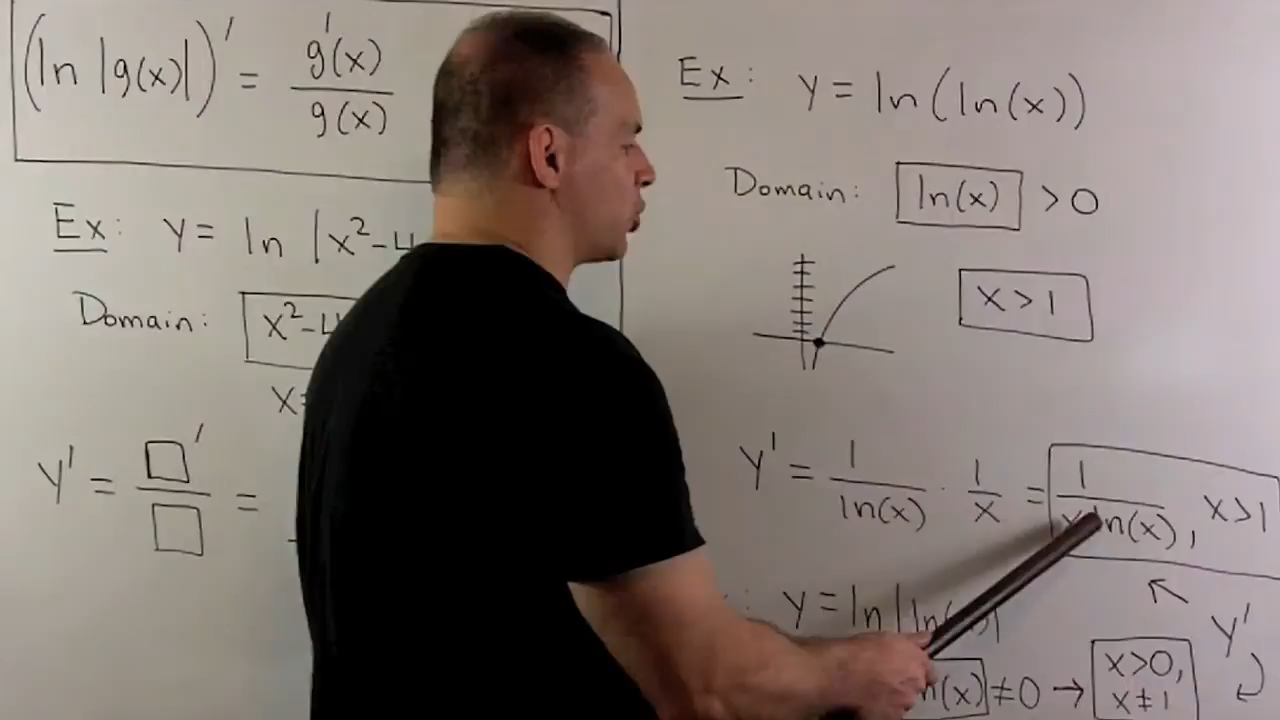 (ln |g(x)|)' = g'(x) / g(x)
Ex: y = ln |x²-4
Domain: x²-4
x
y' = □' / □ =
Ex: y = ln(ln(x))
Domain: ln(x) > 0
x > 1
y' = 1/ln(x) · 1/x = 1/(x ln(x)), x>1
: y = ln|ln(x)|
ln(x) ≠ 0 → x>0,
x≠1
y'